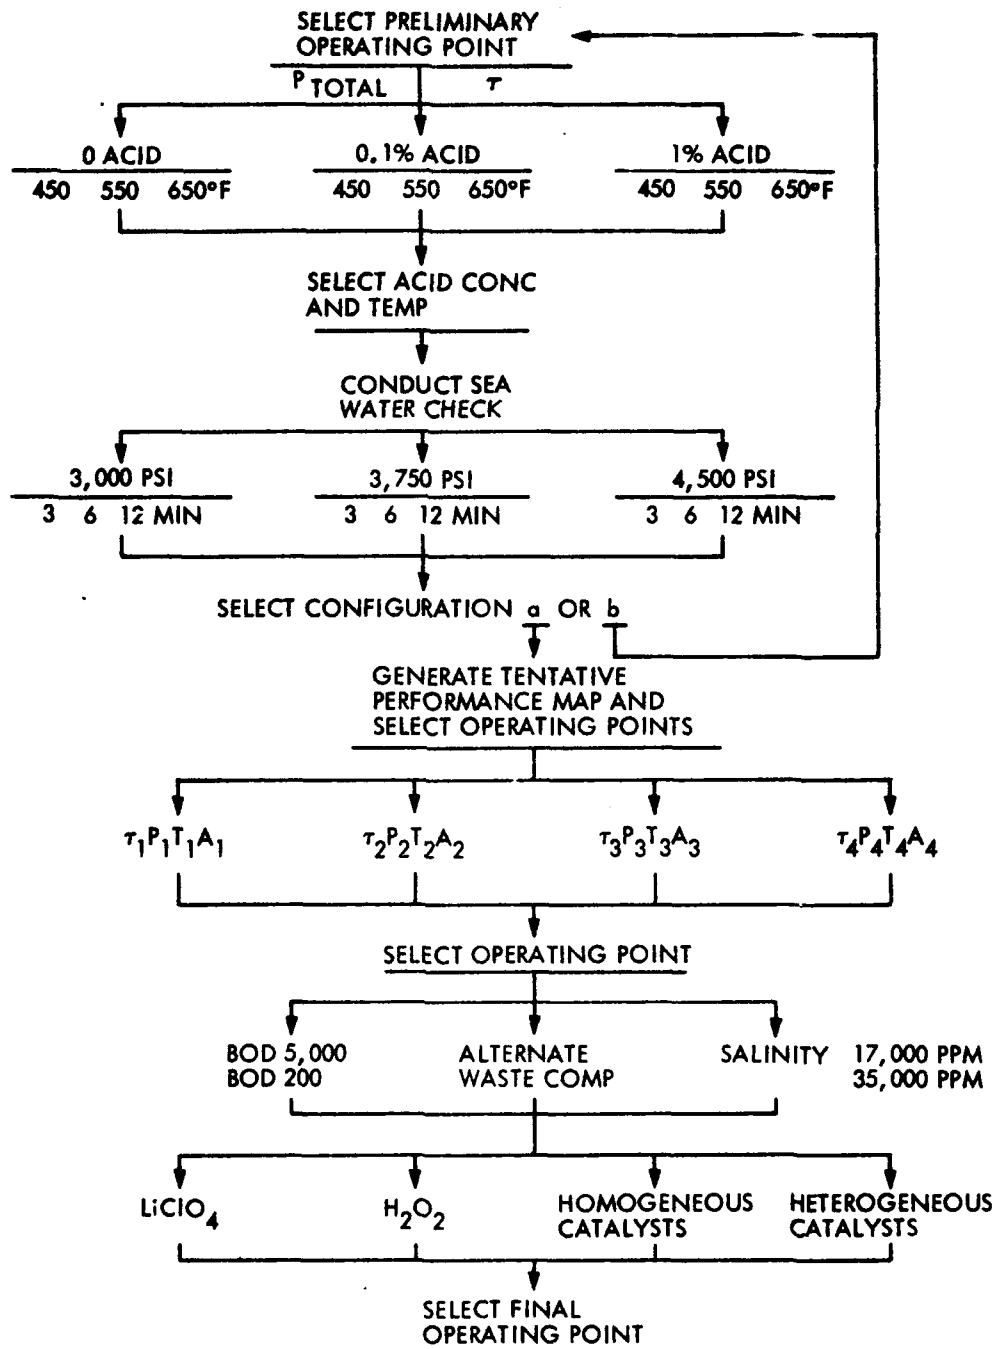 SELECT PRELIMINARY
OPERATING POINT
P TOTAL τ
0 ACID 0.1% ACID 1% ACID
450 550 650°F 450 550 650°F 450 550 650°F
SELECT ACID CONC
AND TEMP
CONDUCT SEA
WATER CHECK
3,000 PSI 3,750 PSI 4,500 PSI
3 6 12 MIN 3 6 12 MIN 3 6 12 MIN
SELECT CONFIGURATION a OR b
GENERATE TENTATIVE
PERFORMANCE MAP AND
SELECT OPERATING POINTS
τ₁P₁T₁A₁ τ₂P₂T₂A₂ τ₃P₃T₃A₃ τ₄P₄T₄A₄
SELECT OPERATING POINT
BOD 5,000 ALTERNATE SALINITY 17,000 PPM
BOD 200 WASTE COMP 35,000 PPM
LiClO₄ H₂O₂ HOMOGENEOUS HETEROGENEOUS
CATALYSTS CATALYSTS
SELECT FINAL
OPERATING POINT